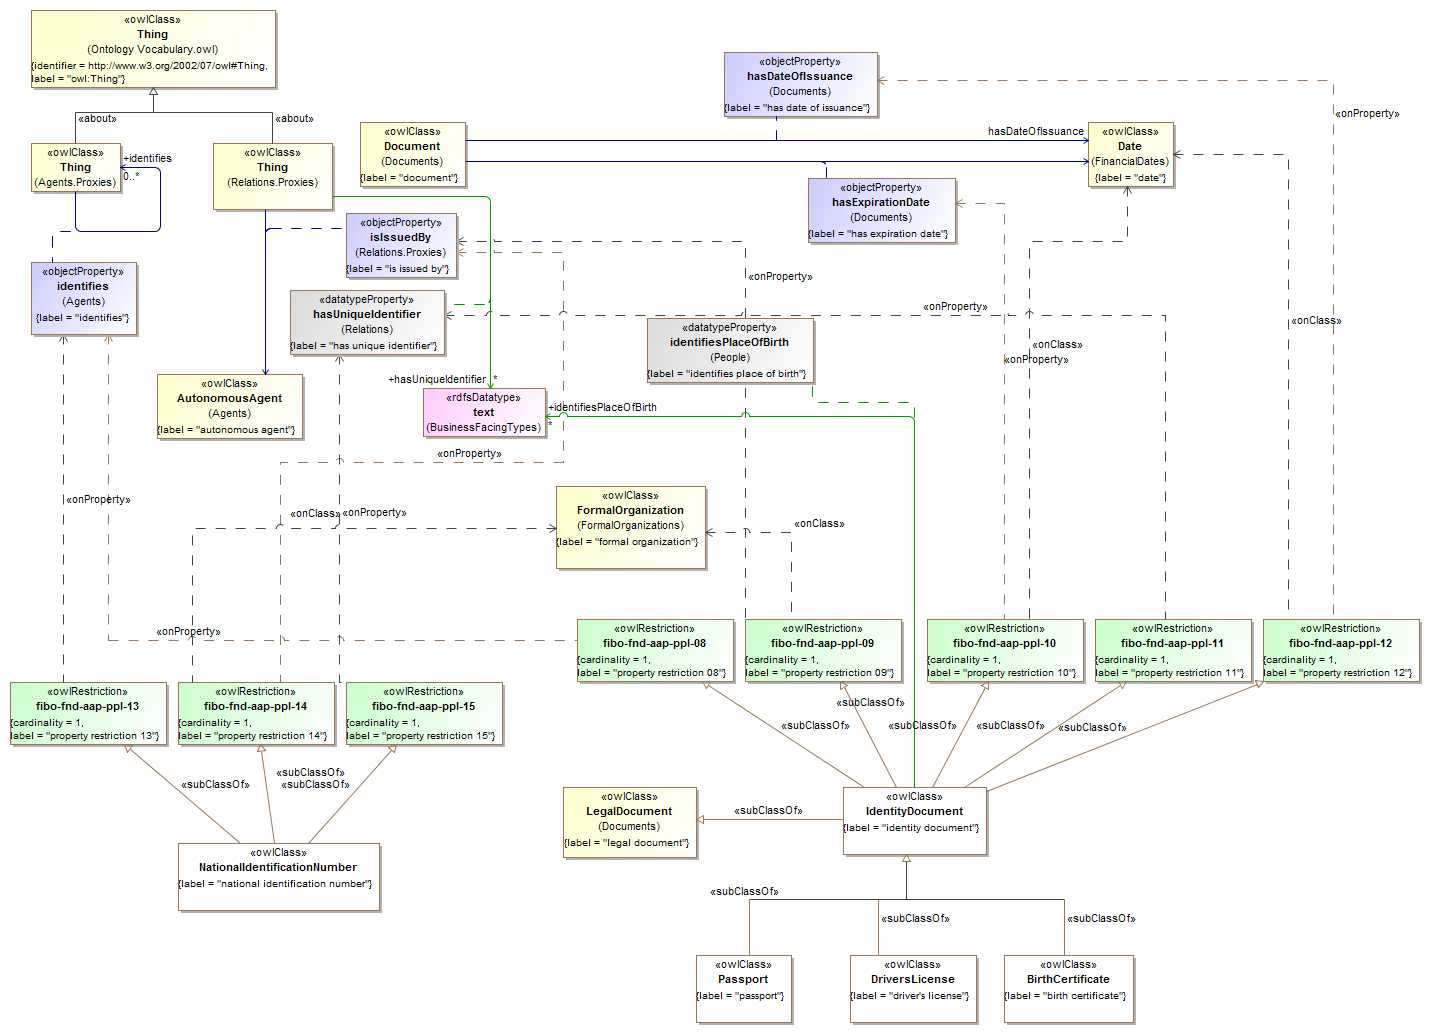 «owlClass»
Thing
(Ontology Vocabulary.owl)
{identifier = http://www.w3.org/2002/07/owl#Thing,
label = "owl:Thing"}
«about»
«about»
«owlClass»
Thing
(Agents.Proxies)
+identifies
0..*
«owlClass»
Thing
(Relations.Proxies)
«owlClass»
Document
(Documents)
{label = "document"}
«objectProperty»
hasDateOfIssuance
(Documents)
{label = "has date of issuance"}
hasDateOfIssuance
«owlClass»
Date
(FinancialDates)
{label = "date"}
«onProperty»
«objectProperty»
hasExpirationDate
(Documents)
{label = "has expiration date"}
«objectProperty»
isIssuedBy
(Relations.Proxies)
{label = "is issued by"}
«objectProperty»
identifies
(Agents)
{label = "identifies"}
«datatypeProperty»
hasUniqueIdentifier
(Relations)
{label = "has unique identifier"}
«onProperty»
«onProperty»
«datatypeProperty»
identifiesPlaceOfBirth
(People)
{label = "identifies place of birth"}
«onClass»
«onClass»
«onProperty»
«owlClass»
AutonomousAgent
(Agents)
{label = "autonomous agent"}
+hasUniqueIdentifier
*
«rdfsDatatype»
text
(BusinessFacingTypes)
+identifiesPlaceOfBirth
*
«onProperty»
«onProperty»
«onClass»
«onProperty»
«owlClass»
FormalOrganization
(FormalOrganizations)
{label = "formal organization"}
«onClass»
«onProperty»
«owlRestriction»
fibo-fnd-aap-ppl-08
{cardinality = 1,
label = "property restriction 08"}
«owlRestriction»
fibo-fnd-aap-ppl-09
{cardinality = 1,
label = "property restriction 09"}
«owlRestriction»
fibo-fnd-aap-ppl-10
{cardinality = 1,
label = "property restriction 10"}
«owlRestriction»
fibo-fnd-aap-ppl-11
{cardinality = 1,
label = "property restriction 11"}
«owlRestriction»
fibo-fnd-aap-ppl-12
{cardinality = 1,
label = "property restriction 12"}
«owlRestriction»
fibo-fnd-aap-ppl-13
{cardinality = 1,
label = "property restriction 13"}
«owlRestriction»
fibo-fnd-aap-ppl-14
{cardinality = 1,
label = "property restriction 14"}
«owlRestriction»
fibo-fnd-aap-ppl-15
{cardinality = 1,
label = "property restriction 15"}
«subClassOf»
«subClassOf»
«subClassOf»
«subClassOf»
«subClassOf»
«subClassOf»
«subClassOf»
«subClassOf»
«owlClass»
LegalDocument
(Documents)
{label = "legal document"}
«subClassOf»
«owlClass»
IdentityDocument
{label = "identity document"}
«owlClass»
NationalIdentificationNumber
{label = "national identification number"}
«subClassOf»
«subClassOf»
«subClassOf»
«owlClass»
Passport
{label = "passport"}
«owlClass»
DriversLicense
{label = "driver's license"}
«owlClass»
BirthCertificate
{label = "birth certificate"}